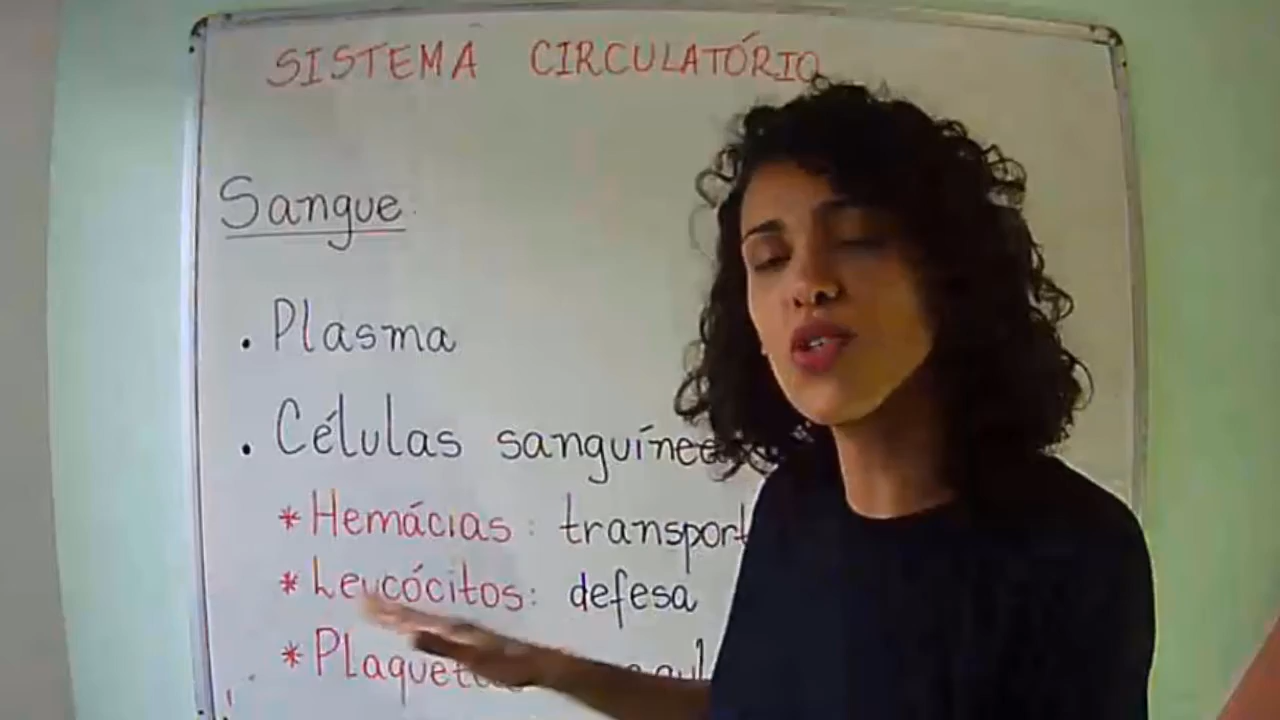 SISTEMA CIRCULATÓRIO
Sangue
• Plasma
• Células
* Hemácias:
* Leucócitos: defesa
*